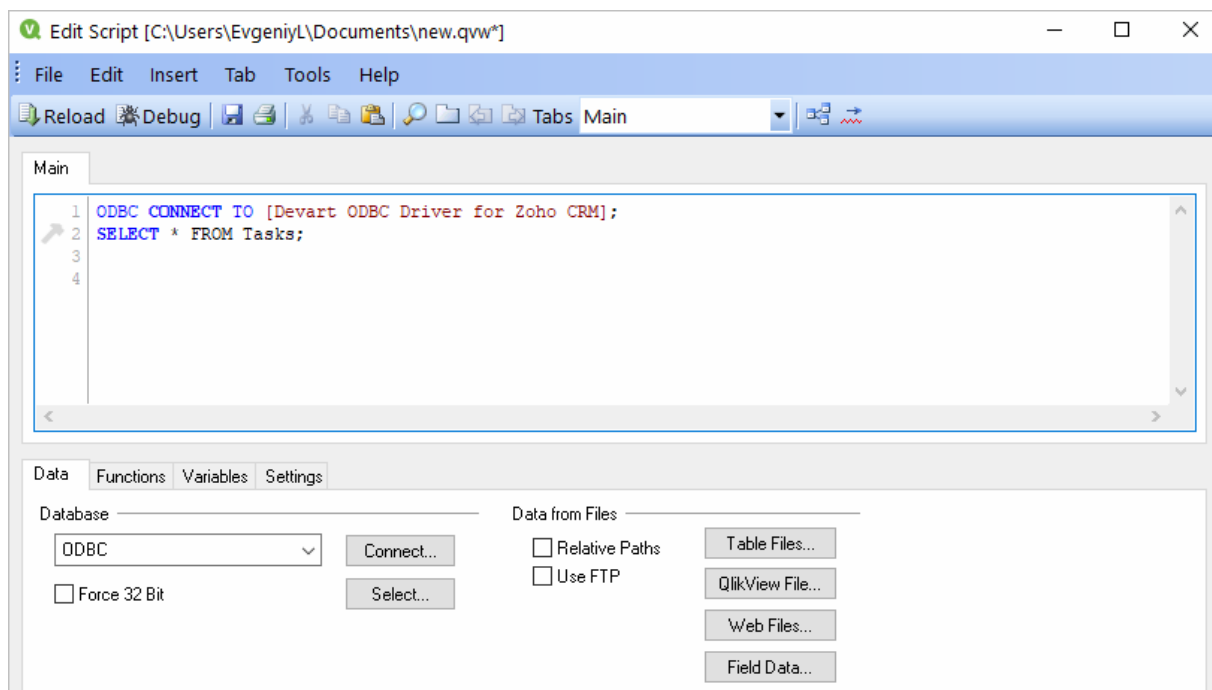 Edit Script [C:\Users\EvgeniyL\Documents\new.qvw*]
File Edit Insert Tab Tools Help
Reload Debug Tabs Main
Main
1 ODBC CONNECT TO [Devart ODBC Driver for Zoho CRM];
2 SELECT * FROM Tasks;
3
4
Data Functions Variables Settings
Database Data from Files
ODBC Connect... Relative Paths Table Files...
Use FTP QlikView File...
Force 32 Bit Select...
Web Files...
Field Data...